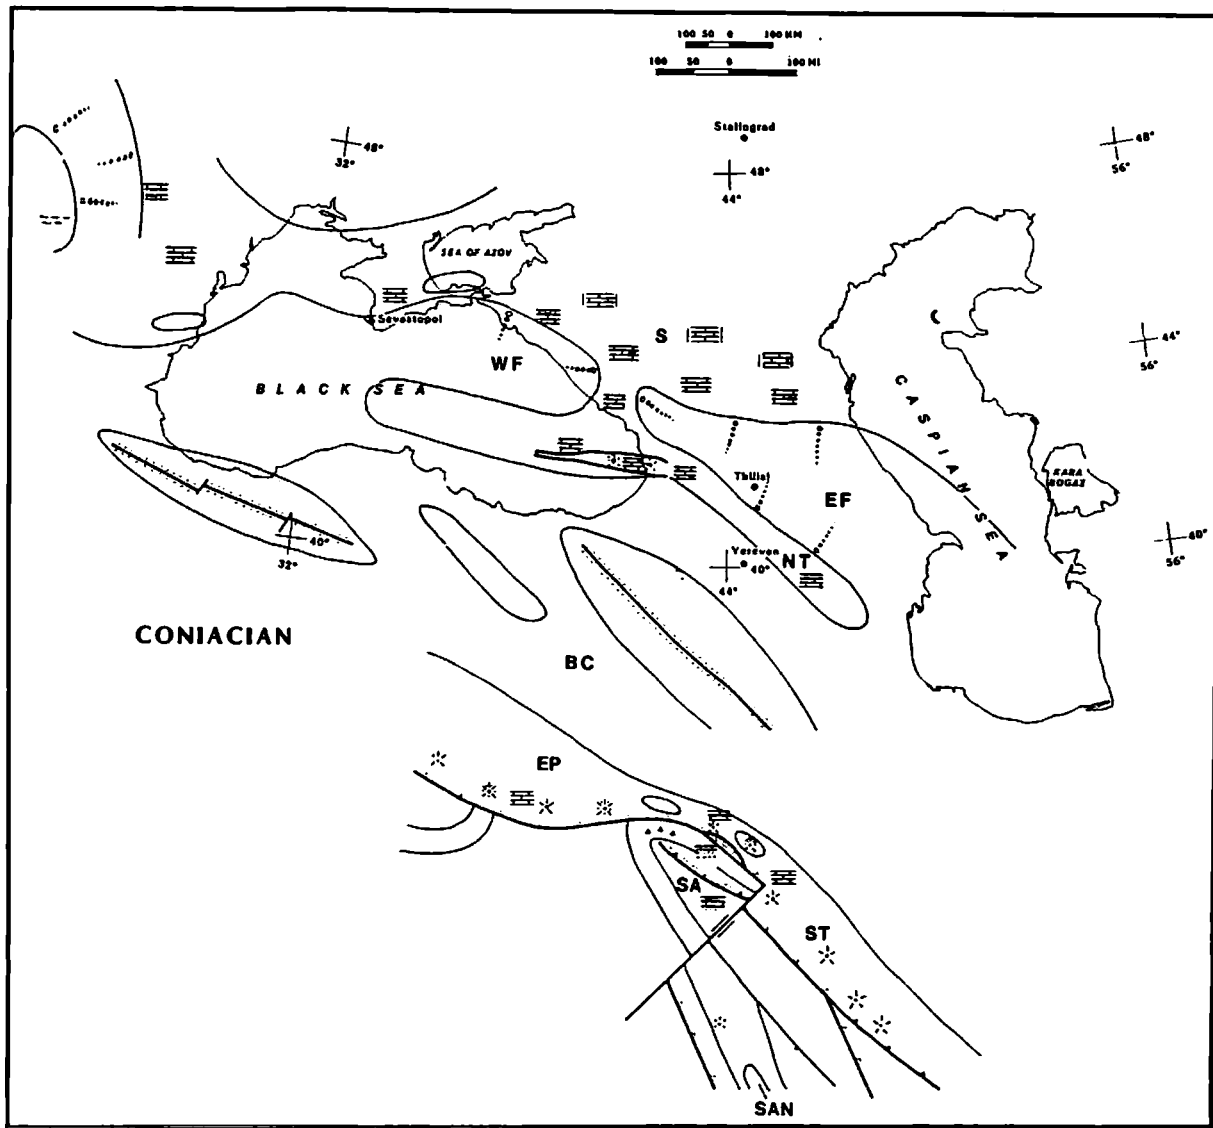 100 50 0 100 KM
100 50 0 100 MI
Stalingrad
48°
32°
48°
44°
48°
56°
SEA OF AZOV
Sevastopol
S
WF
44°
56°
BLACK SEA
CASPIAN SEA
KARA
BOGAZ
Tbilisi
EF
40°
32°
Yerevan
40°
44°
NT
40°
56°
CONIACIAN
BC
EP
SA
ST
SAN